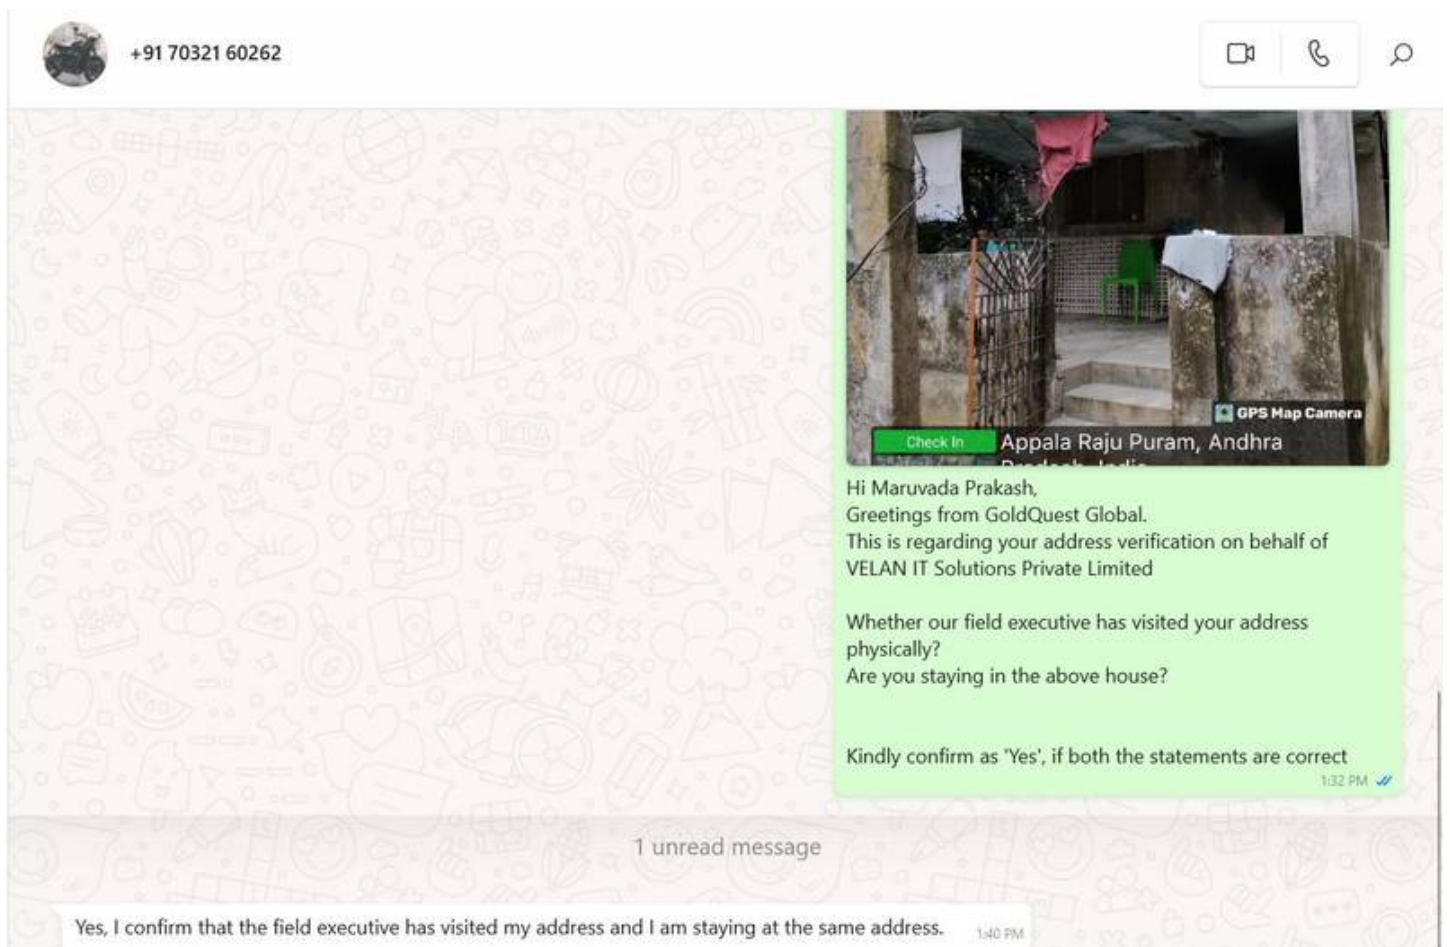 +91 70321 60262
GPS Map Camera
Check In
Appala Raju Puram, Andhra
Pradesh, India
Hi Maruvada Prakash,
Greetings from GoldQuest Global.
This is regarding your address verification on behalf of
VELAN IT Solutions Private Limited
Whether our field executive has visited your address
physically?
Are you staying in the above house?
Kindly confirm as 'Yes', if both the statements are correct
1:32 PM
1 unread message
Yes, I confirm that the field executive has visited my address and I am staying at the same address.
1:40 PM